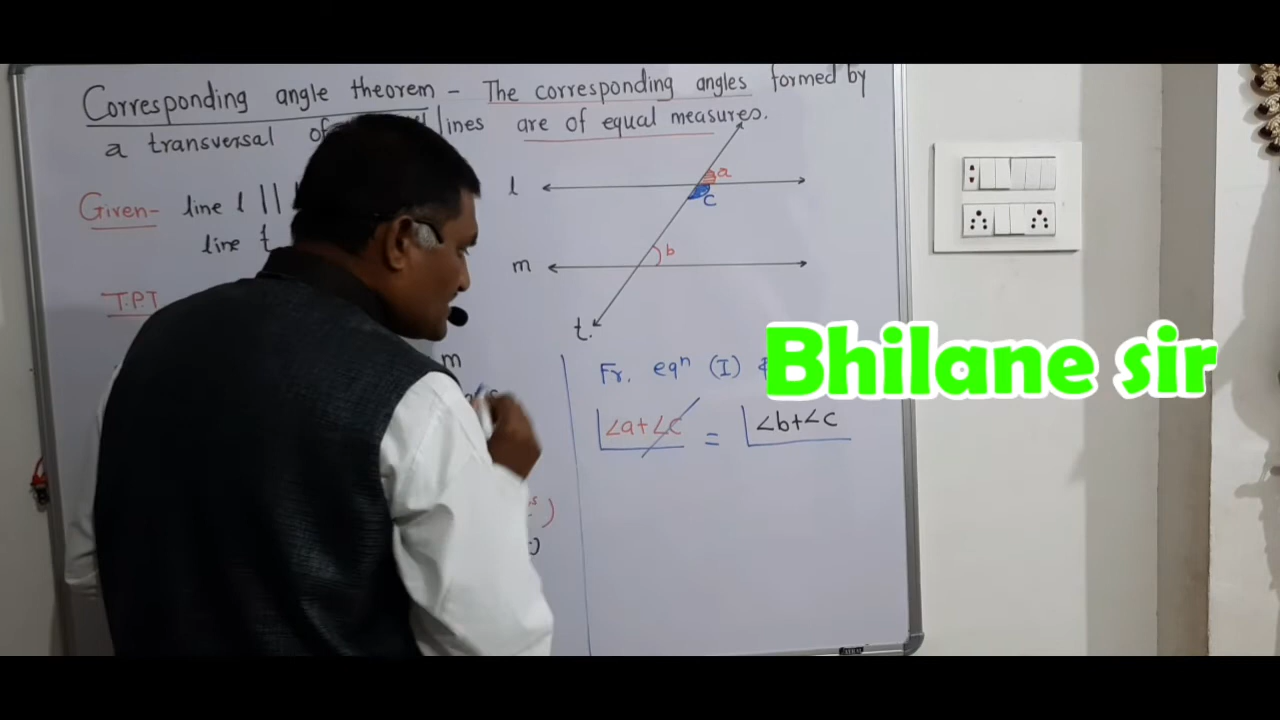 Corresponding angle theorem - The corresponding angles formed by
a transversal of lines are of equal measures.
Given- line l ||
line t
T.P.T
l
a
c
m
b
t.
m
Fr. eqⁿ (I) &
∠a+∠c = ∠b+∠c
Bhilane sir